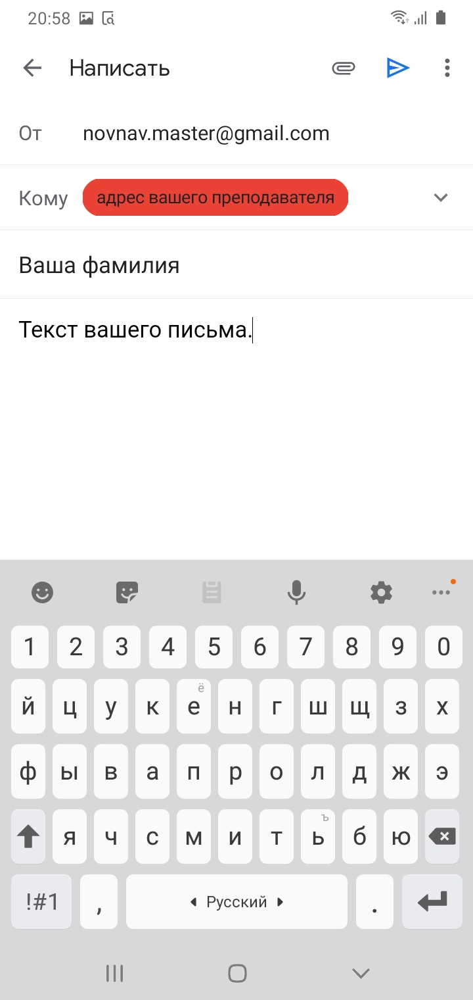 20:58
Написать
От novnav.master@gmail.com
Кому адрес вашего преподавателя
Ваша фамилия
Текст вашего письма.
1 2 3 4 5 6 7 8 9 0
й ц у к е ё н г ш щ з х
ф ы в а п р о л д ж э
я ч с м и т ь ъ б ю
!#1 , Русский .